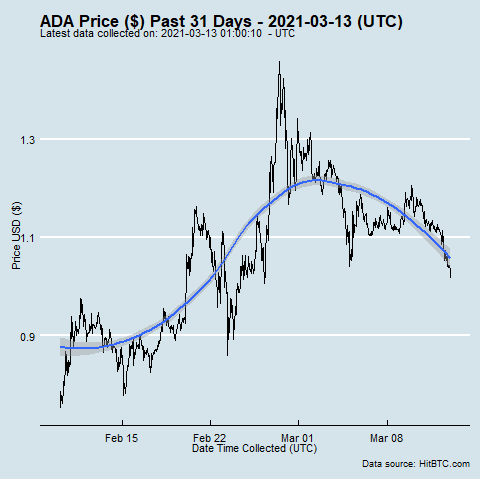 ADA Price ($) Past 31 Days - 2021-03-13 (UTC)
Latest data collected on: 2021-03-13 01:00:10 - UTC
1.3
1.1
0.9
Price USD ($)
Feb 15
Feb 22
Mar 01
Mar 08
Date Time Collected (UTC)
Data source: HitBTC.com